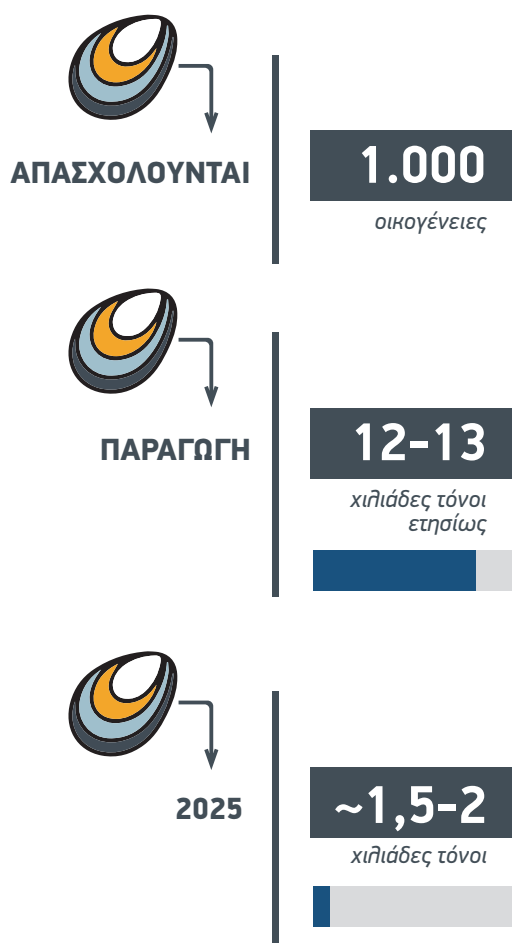 ΑΠΑΣΧΟΛΟΥΝΤΑΙ
1.000
οικογένειες
ΠΑΡΑΓΩΓΗ
12-13
χιλιάδες τόνοι
ετησίως
2025
~1,5-2
χιλιάδες τόνοι